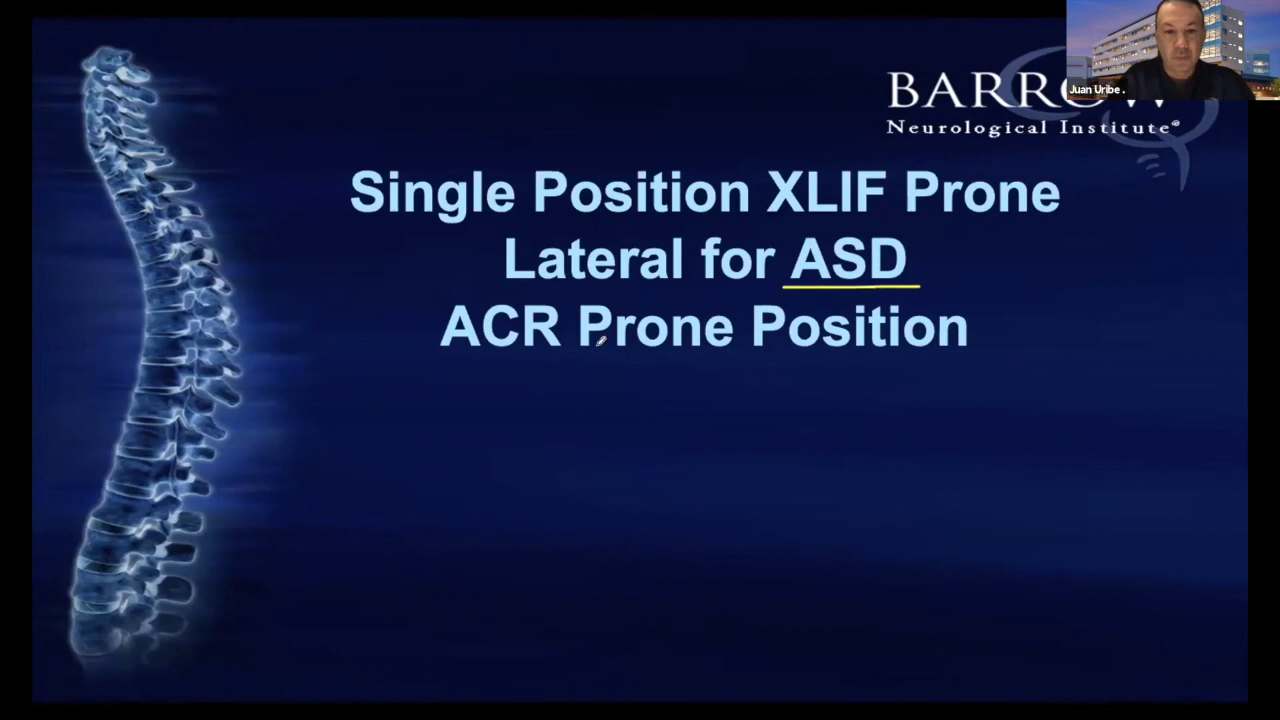 Juan Uribe .
BARROW
Neurological Institute®
Single Position XLIF Prone
Lateral for ASD
ACR Prone Position